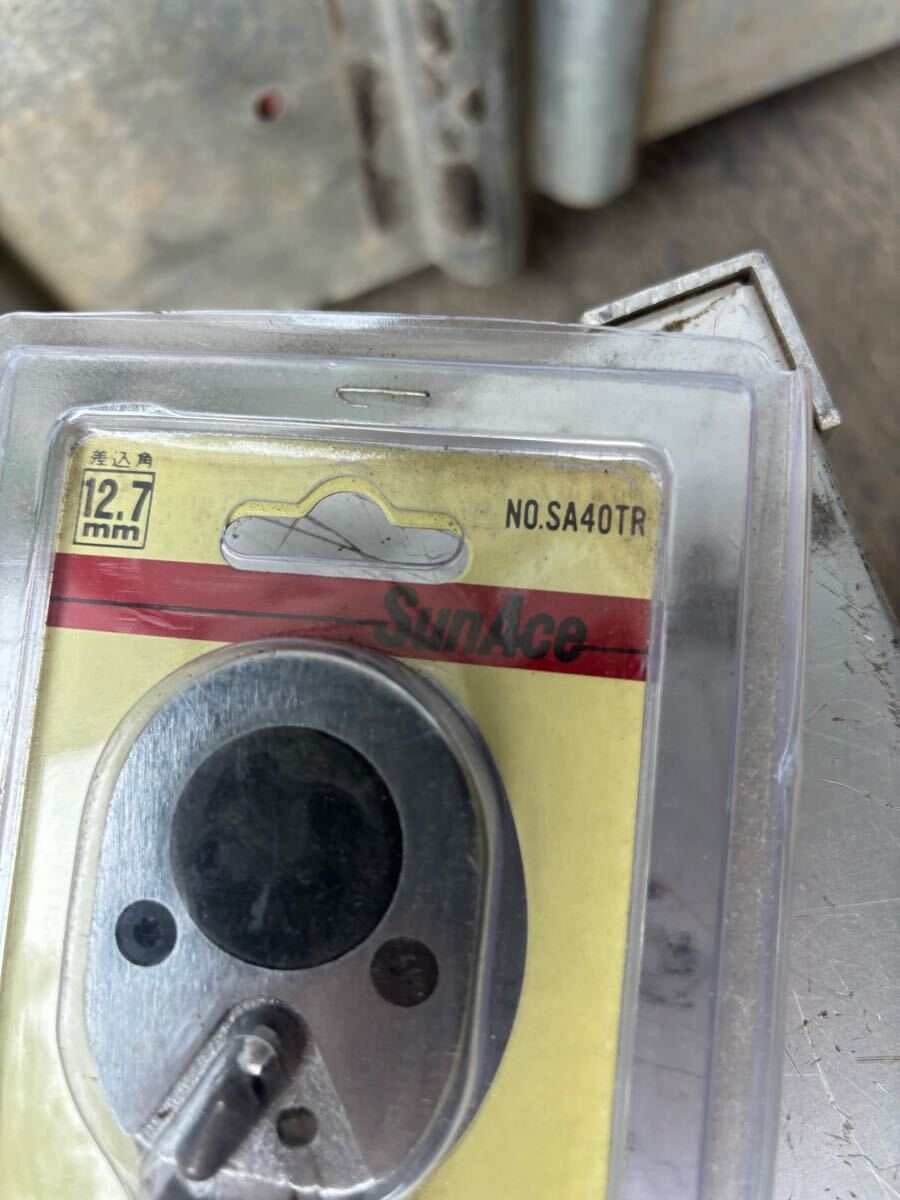 差込角
12.7
mm
NO.SA40TR
SunAce